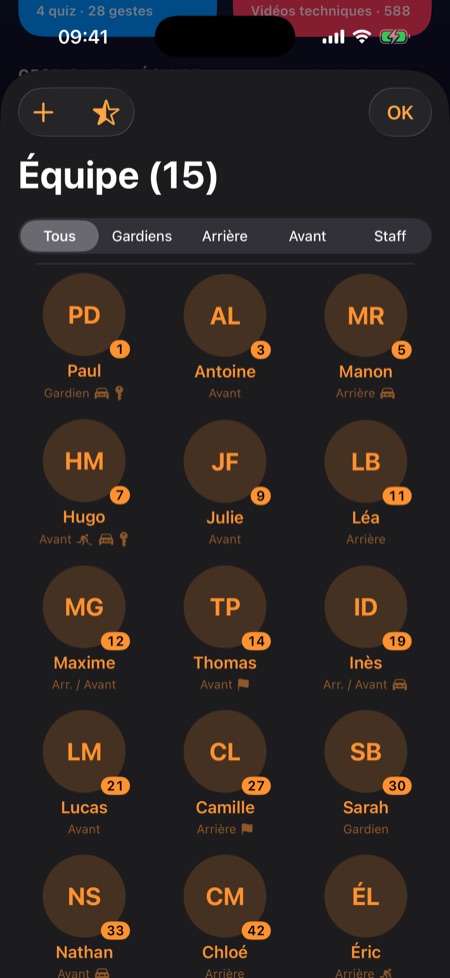 4 quiz · 28 gestes
Vidéos techniques · 588
09:41
OK
Équipe (15)
Tous
Gardiens
Arrière
Avant
Staff
PD
AL
MR
1
3
5
Paul
Antoine
Manon
Gardien
Avant
Arrière
HM
JF
LB
7
9
11
Hugo
Julie
Léa
Avant
Avant
Arrière
MG
TP
ID
12
14
19
Maxime
Thomas
Inès
Arr. / Avant
Avant
Arr. / Avant
LM
CL
SB
21
27
30
Lucas
Camille
Sarah
Avant
Arrière
Gardien
NS
CM
ÉL
33
42
Nathan
Chloé
Éric
Avant
Arrière
Arrière